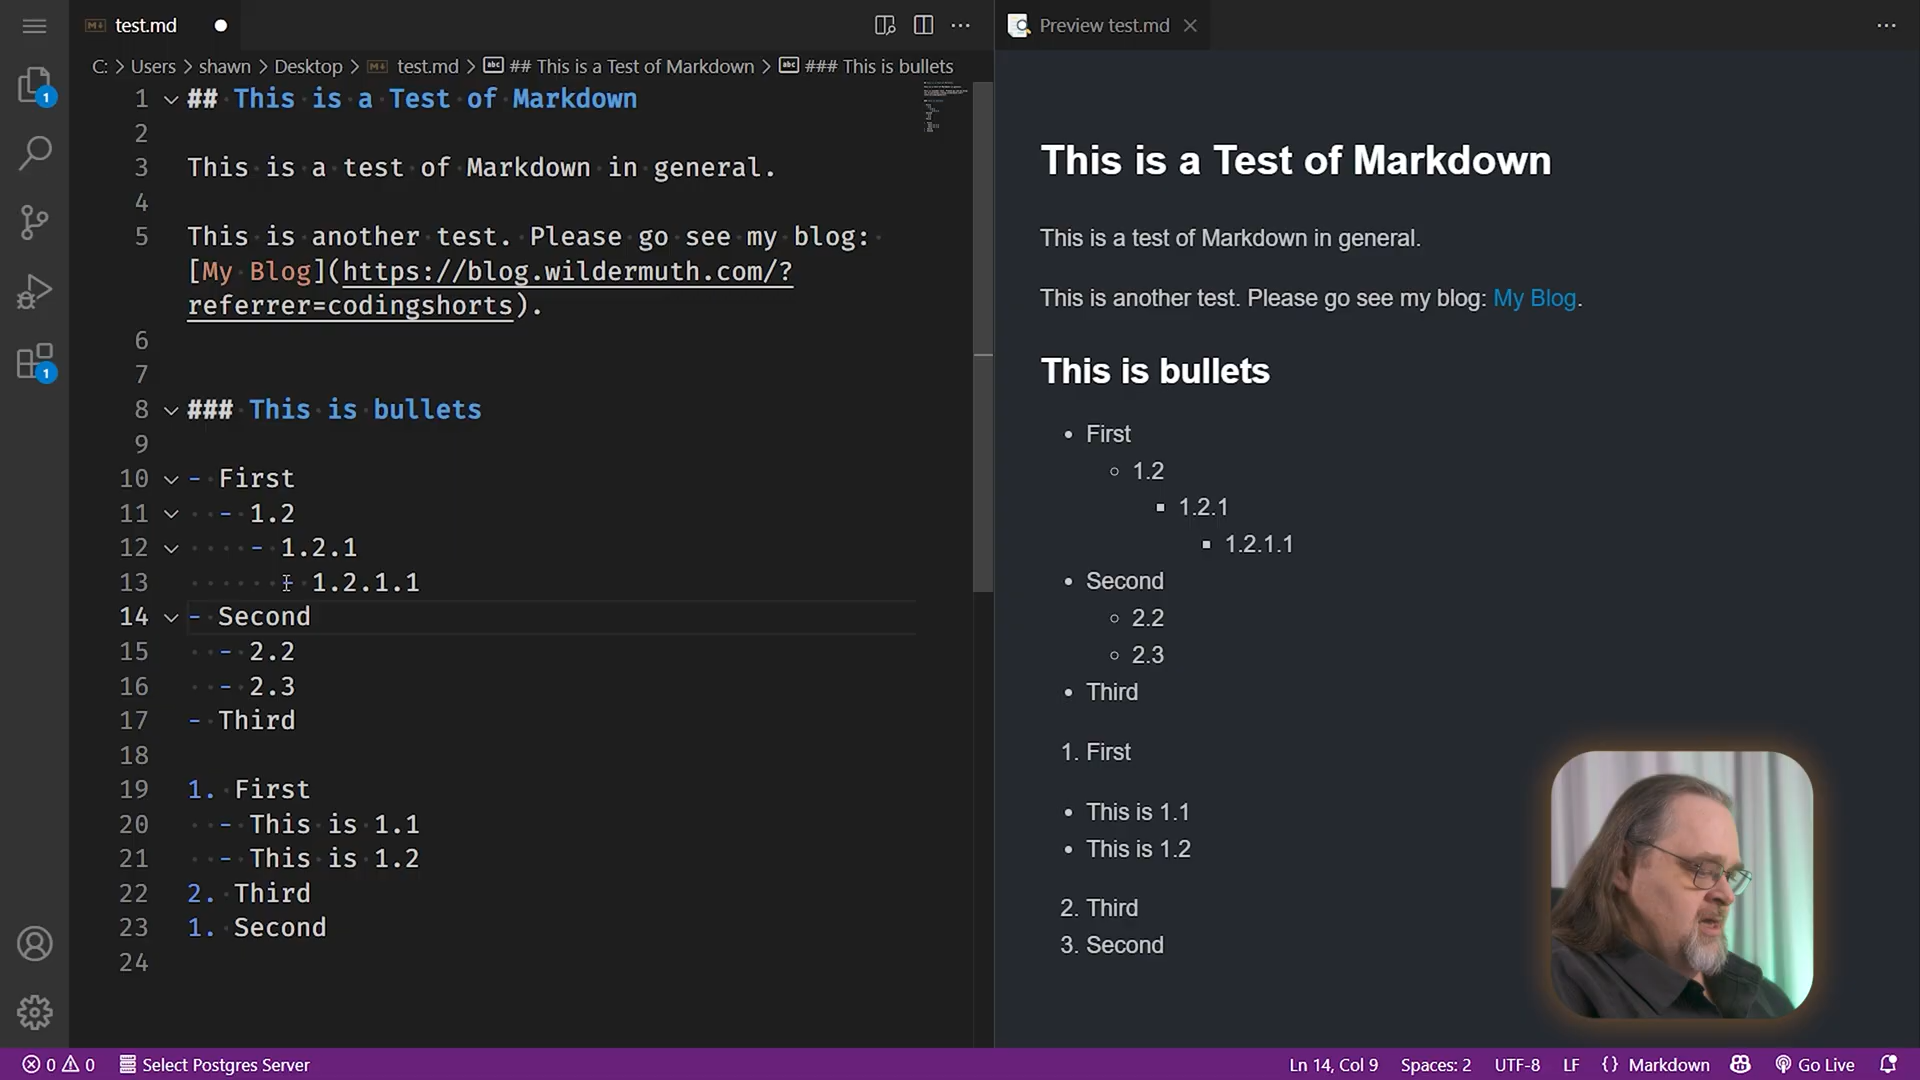 test.md
Preview test.md
C: > Users > shawn > Desktop > test.md > ## This is a Test of Markdown > ### This is bullets
1 ## This is a Test of Markdown
2
3 This is a test of Markdown in general.
4
5 This is another test. Please go see my blog:
[My Blog](https://blog.wildermuth.com/?
referrer=codingshorts).
6
7
8 ### This is bullets
9
10 - First
11 - 1.2
12 - 1.2.1
13 - 1.2.1.1
14 - Second
15 - 2.2
16 - 2.3
17 - Third
18
19 1. First
20 - This is 1.1
21 - This is 1.2
22 2. Third
23 1. Second
24
This is a Test of Markdown
This is a test of Markdown in general.
This is another test. Please go see my blog: My Blog.
This is bullets
• First
◦ 1.2
▪ 1.2.1
▪ 1.2.1.1
• Second
◦ 2.2
◦ 2.3
• Third
1. First
• This is 1.1
• This is 1.2
2. Third
3. Second
1
1
0 0 Select Postgres Server
Ln 14, Col 9 Spaces: 2 UTF-8 LF {} Markdown Go Live